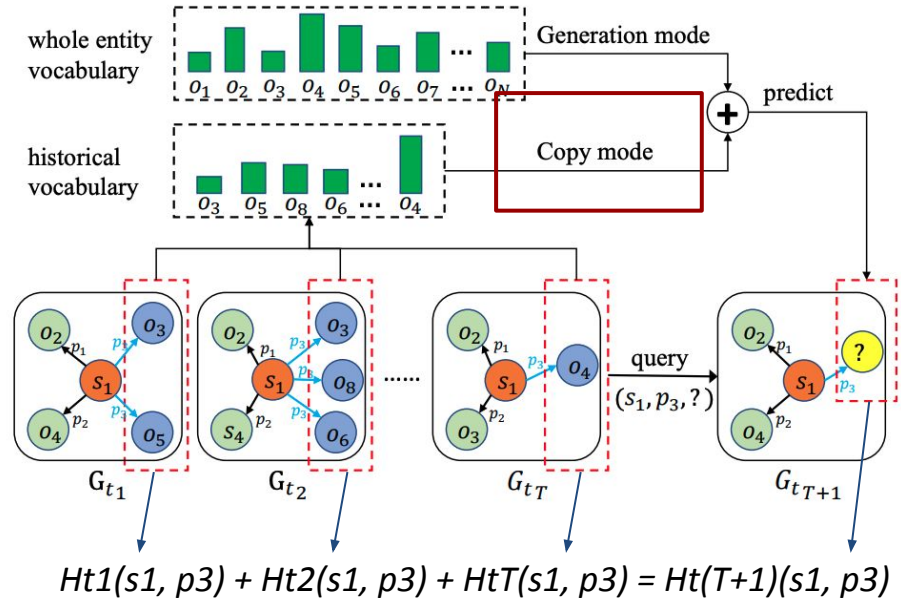 whole entity vocabulary
Generation mode
o1 o2 o3 o4 o5 o6 o7 ... oN
predict
+
historical vocabulary
Copy mode
o3 o5 o8 o6 ... o4
o2 p1 o3 p3 s1 p3 o4 p2 o5
Gt1
o2 p1 p3 o3 s1 p3 o8 s4 p2 p3 o6
Gt2
......
o2 p1 p3 o4 s1 o3 p2
GtT
query
(s1, p3, ?)
o2 p1 ? s1 p3 o4 p2
GtT+1
Ht1(s1, p3) + Ht2(s1, p3) + HtT(s1, p3) = Ht(T+1)(s1, p3)